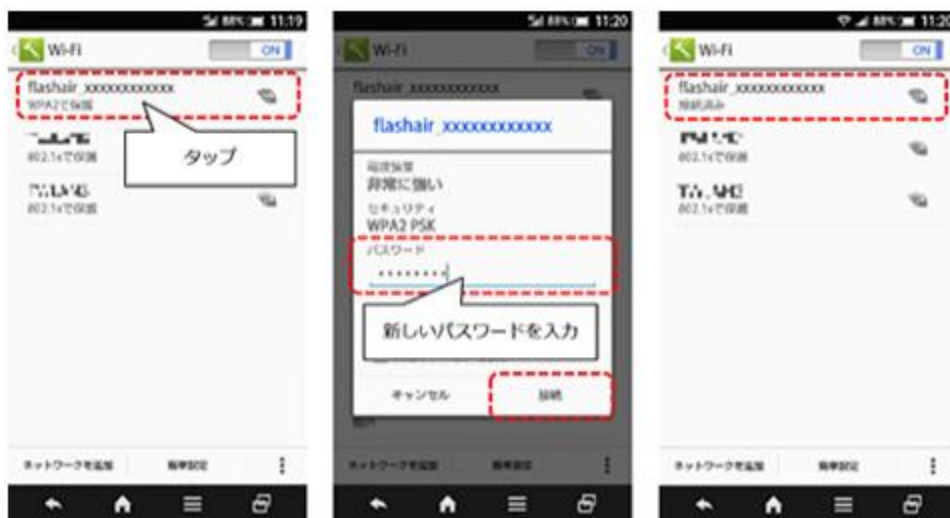 5d 88% 11:19
Wi-Fi
ON
flashair_xxxxxxxxxxxx
WPA2で保護
タップ
802.1xで保護
802.1xで保護
ネットワークを追加
簡単設定
5d 88% 11:20
Wi-Fi
ON
flashair_xxxxxxxxxxxx
flashair_xxxxxxxxxxxx
電波強度
非常に強い
セキュリティ
WPA2 PSK
パスワード
新しいパスワードを入力
キャンセル
接続
ネットワークを追加
簡単設定
88% 11:20
Wi-Fi
ON
flashair_xxxxxxxxxxxx
接続済み
802.1xで保護
802.1xで保護
ネットワークを追加
簡単設定